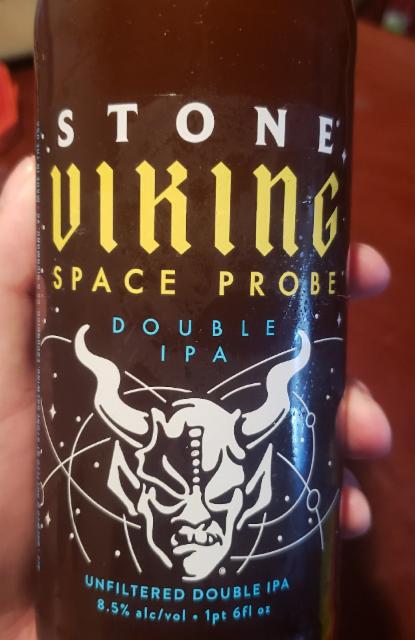 STONE
VIKING
SPACE PROBE
DOUBLE
IPA
UNFILTERED DOUBLE IPA
8.5% alc/vol • 1pt 6fl oz